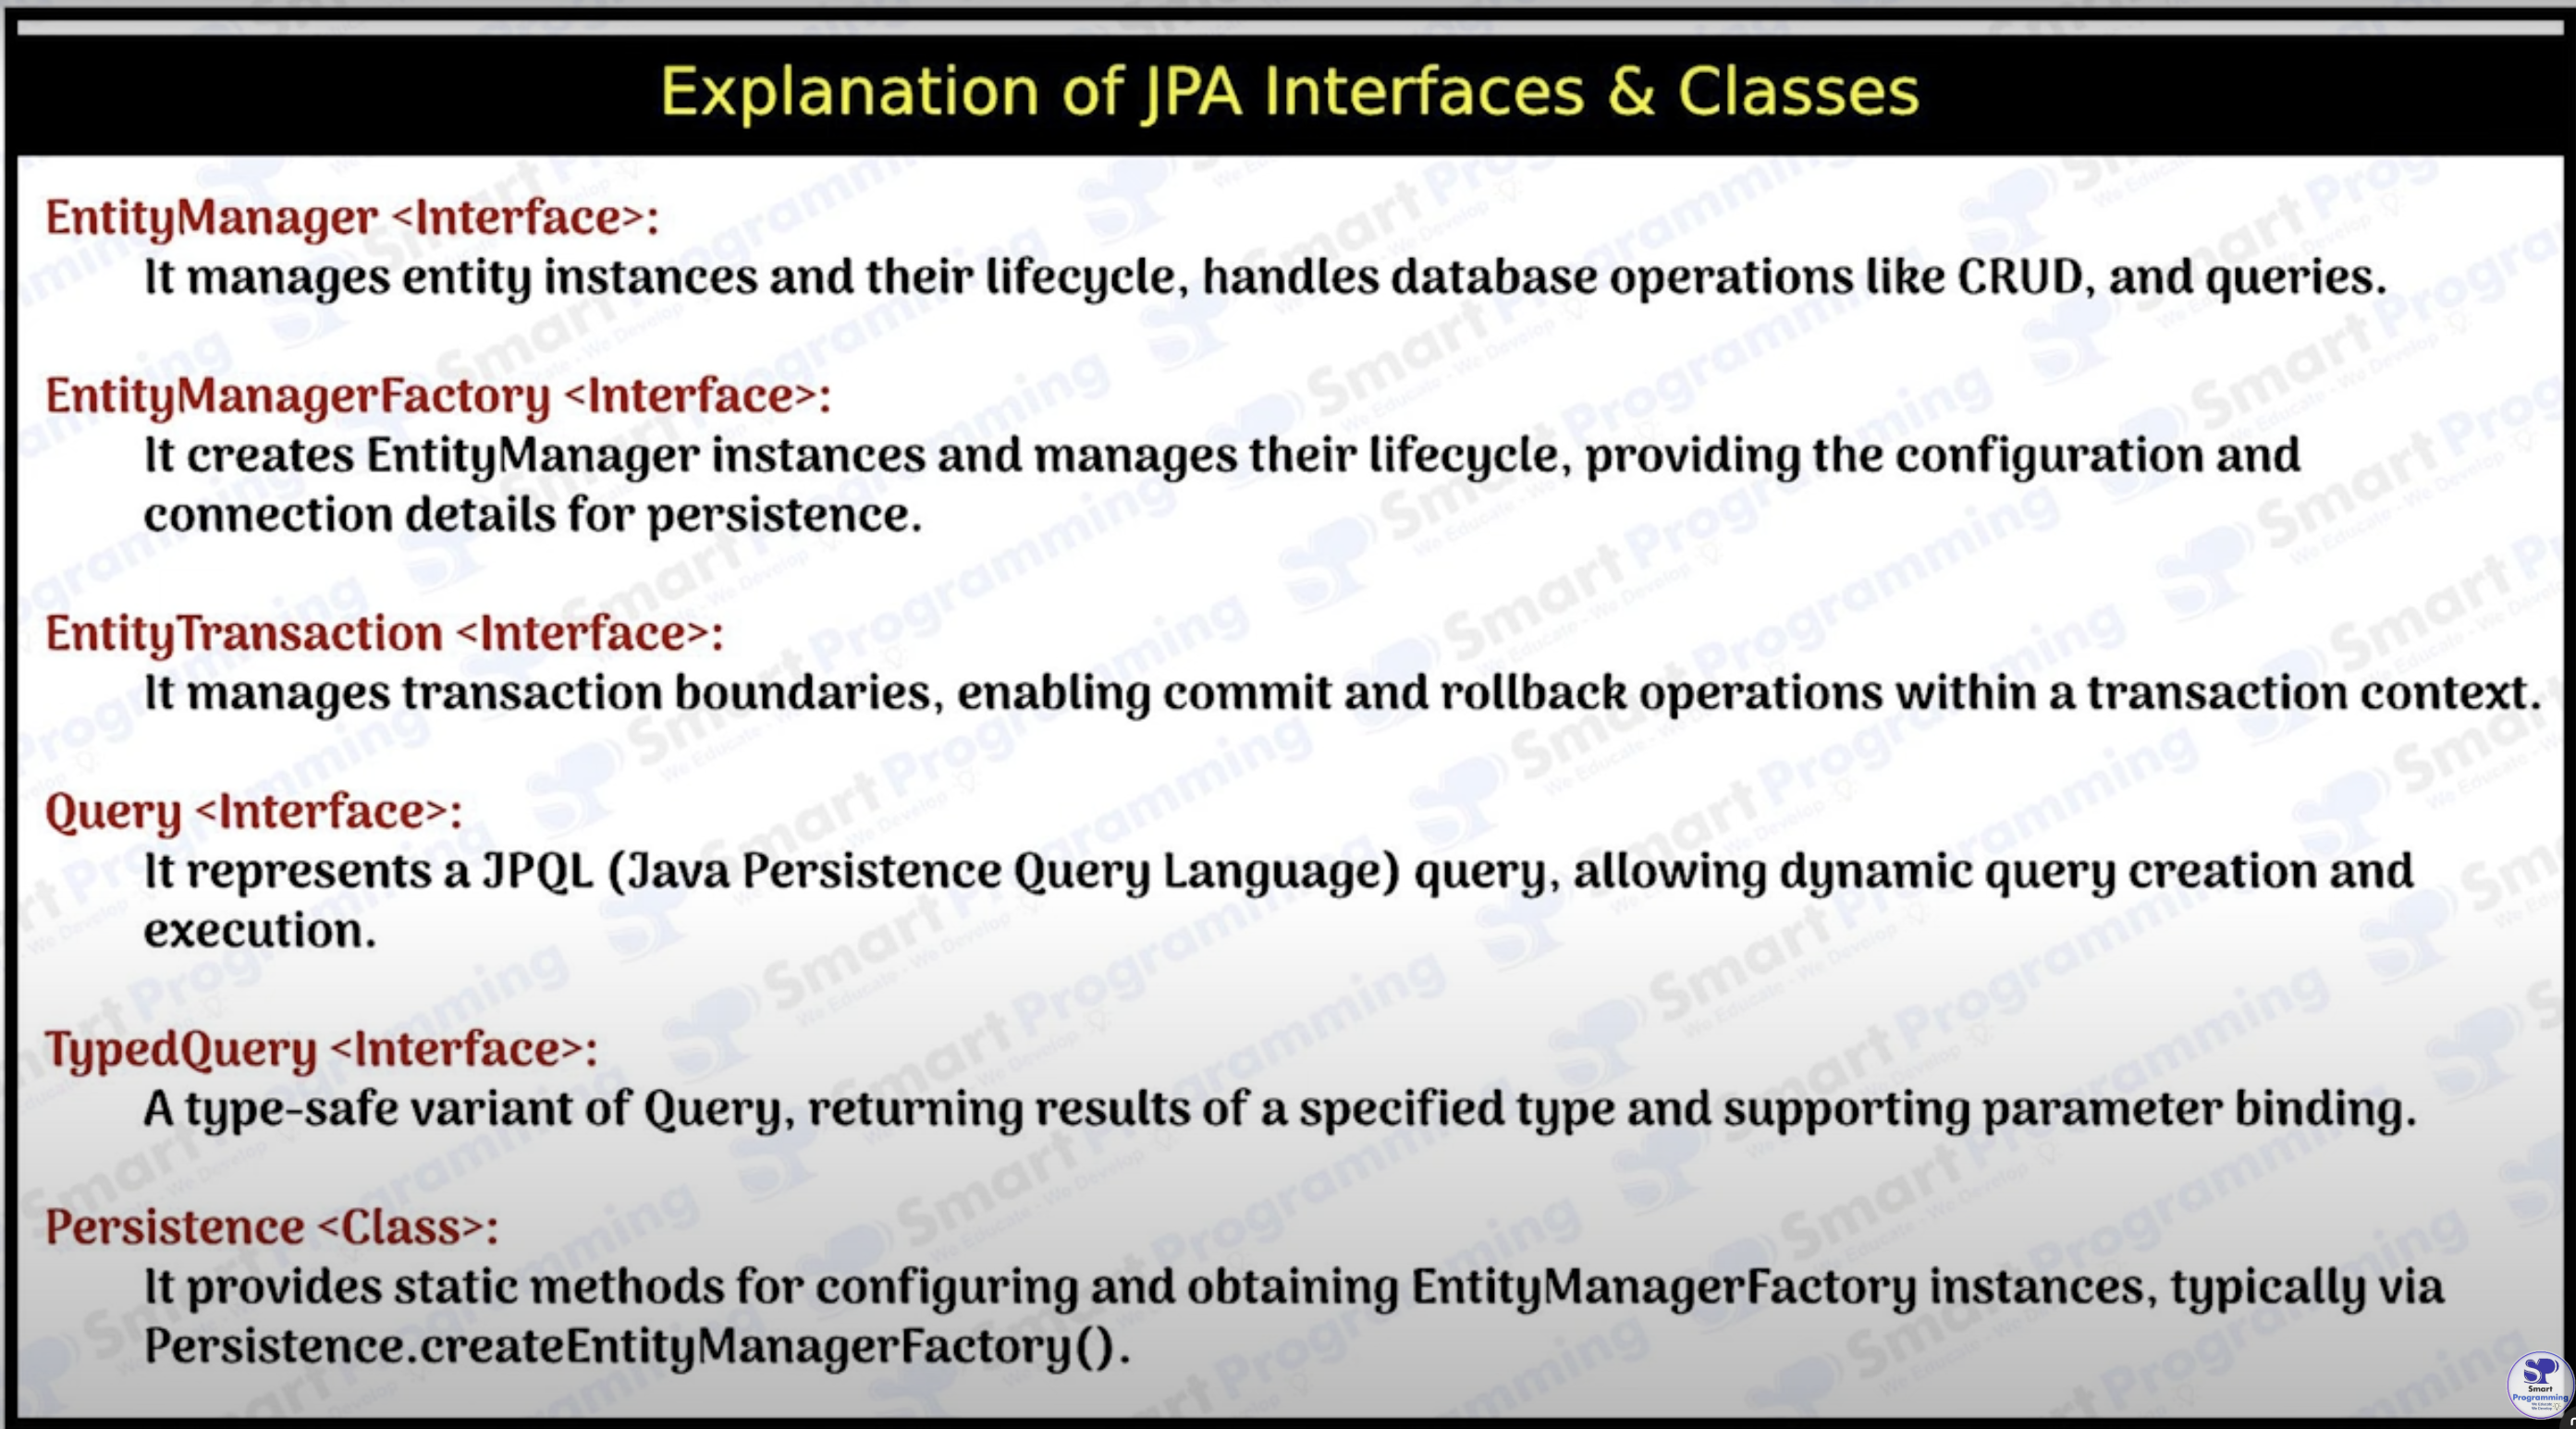 Explanation of JPA Interfaces & Classes
EntityManager <Interface>:
It manages entity instances and their lifecycle, handles database operations like CRUD, and queries.
EntityManagerFactory <Interface>:
It creates EntityManager instances and manages their lifecycle, providing the configuration and
connection details for persistence.
EntityTransaction <Interface>:
It manages transaction boundaries, enabling commit and rollback operations within a transaction context.
Query <Interface>:
It represents a JPQL (Java Persistence Query Language) query, allowing dynamic query creation and
execution.
TypedQuery <Interface>:
A type-safe variant of Query, returning results of a specified type and supporting parameter binding.
Persistence <Class>:
It provides static methods for configuring and obtaining EntityManagerFactory instances, typically via
Persistence.createEntityManagerFactory().
Smart
Programming
We Educate
We Develop